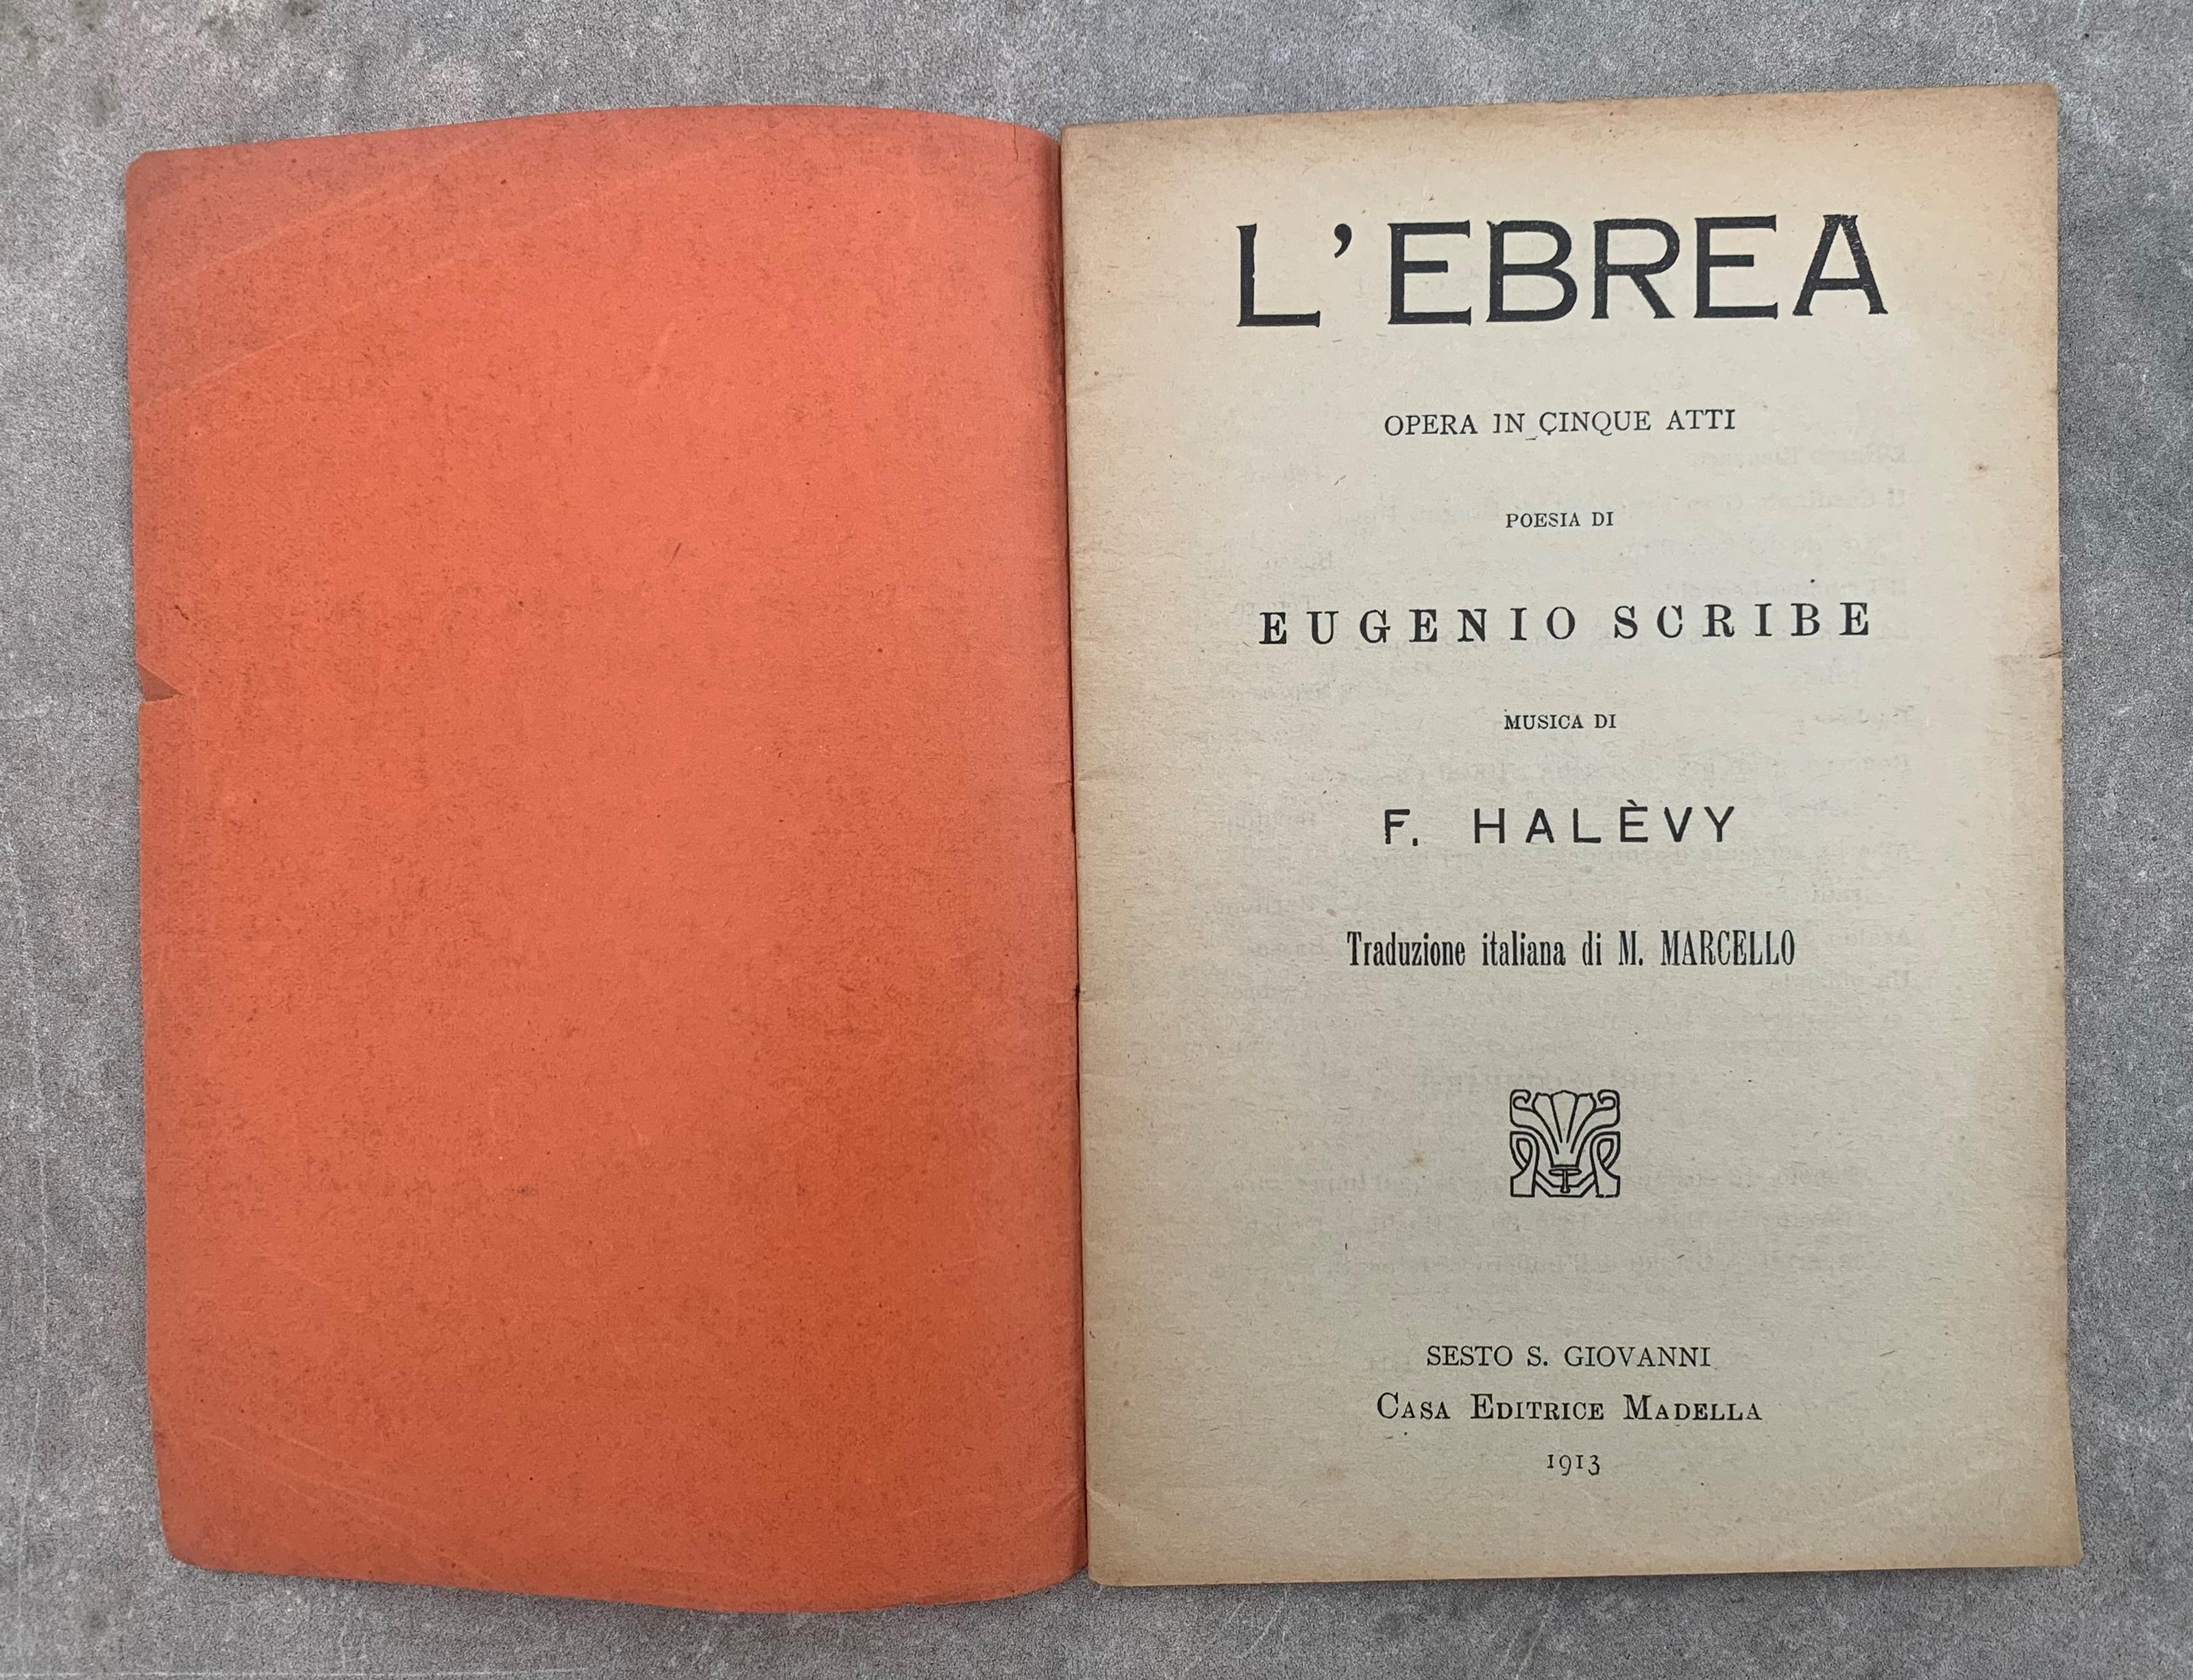 L'EBREA
OPERA IN CINQUE ATTI
POESIA DI
EUGENIO SCRIBE
MUSICA DI
F. HALÈVY
Traduzione italiana di M. MARCELLO
SESTO S. GIOVANNI
CASA EDITRICE MADELLA
1913